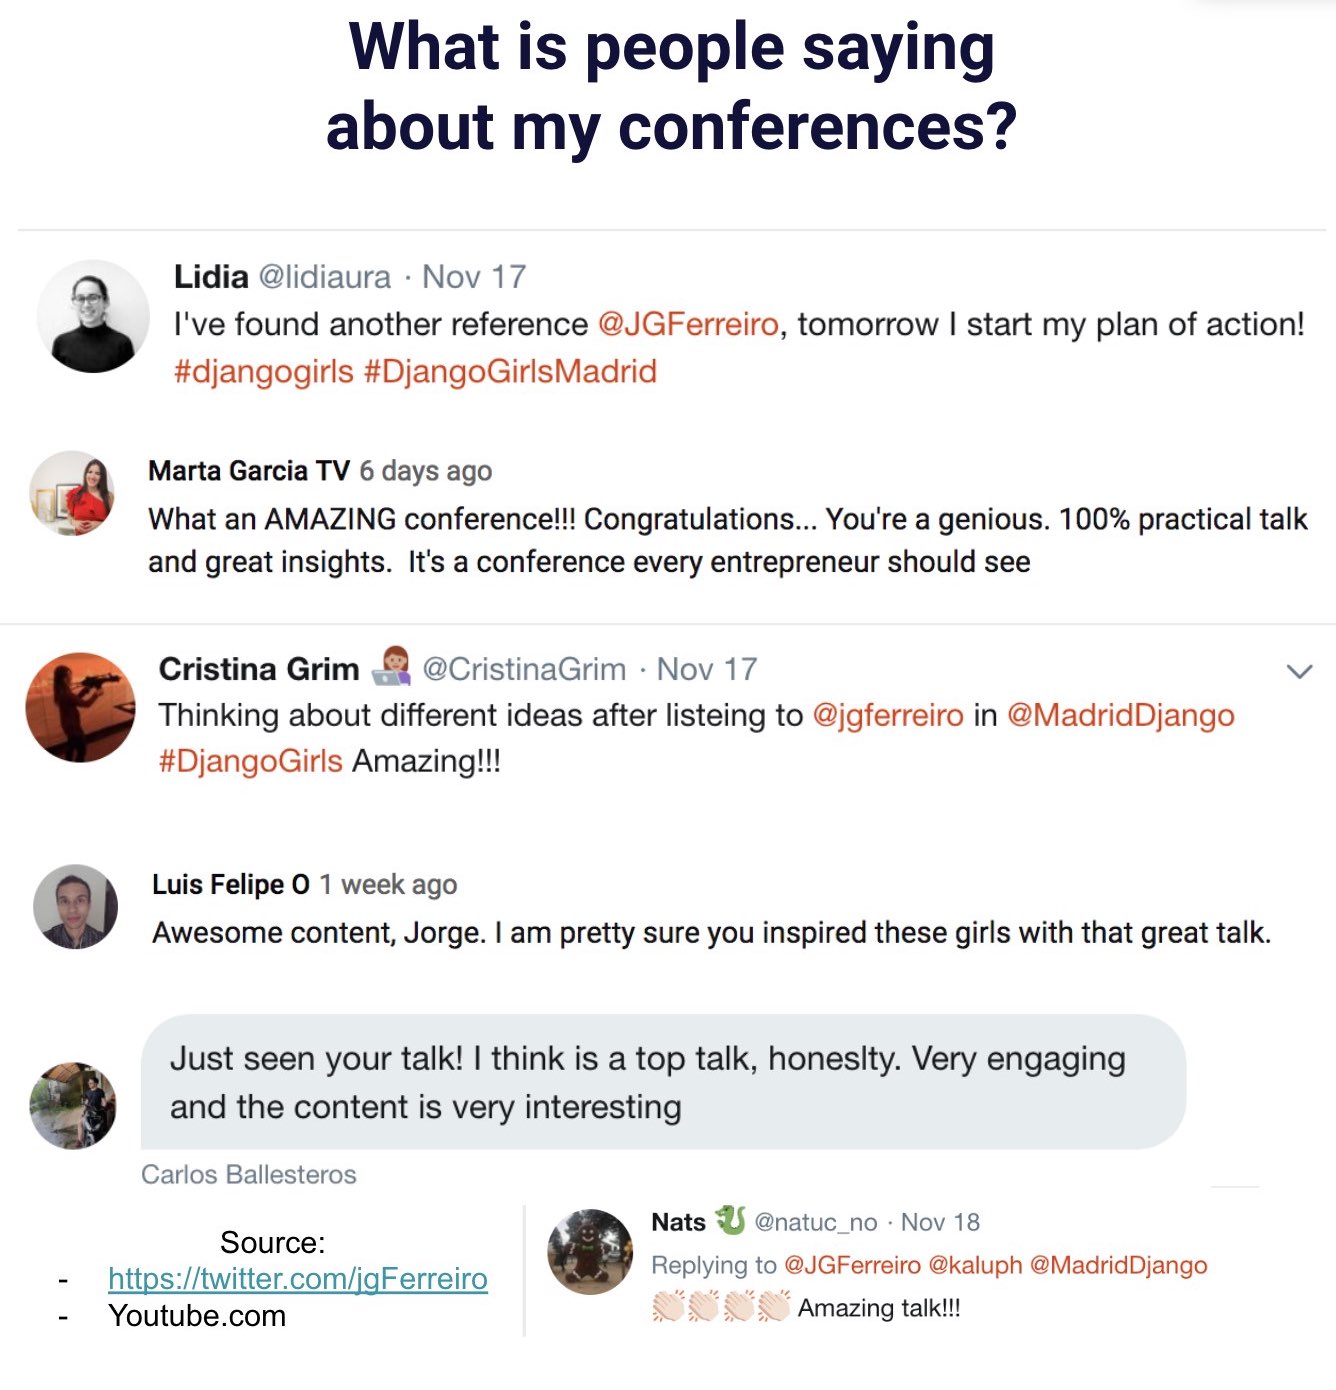 What is people saying
about my conferences?
Lidia @lidiaura · Nov 17
I've found another reference @JGFerreiro, tomorrow I start my plan of action!
#djangogirls #DjangoGirlsMadrid
Marta Garcia TV 6 days ago
What an AMAZING conference!!! Congratulations... You're a genious. 100% practical talk
and great insights.  It's a conference every entrepreneur should see
Cristina Grim 👩🏽‍💻 @CristinaGrim · Nov 17
Thinking about different ideas after listeing to @jgferreiro in @MadridDjango
#DjangoGirls Amazing!!!
Luis Felipe O 1 week ago
Awesome content, Jorge. I am pretty sure you inspired these girls with that great talk.
Just seen your talk! I think is a top talk, honeslty. Very engaging
and the content is very interesting
Carlos Ballesteros
Source:
- https://twitter.com/jgFerreiro
- Youtube.com
Nats 🐉 @natuc_no · Nov 18
Replying to @JGFerreiro @kaluph @MadridDjango
👏🏻👏🏻👏🏻👏🏻 Amazing talk!!!